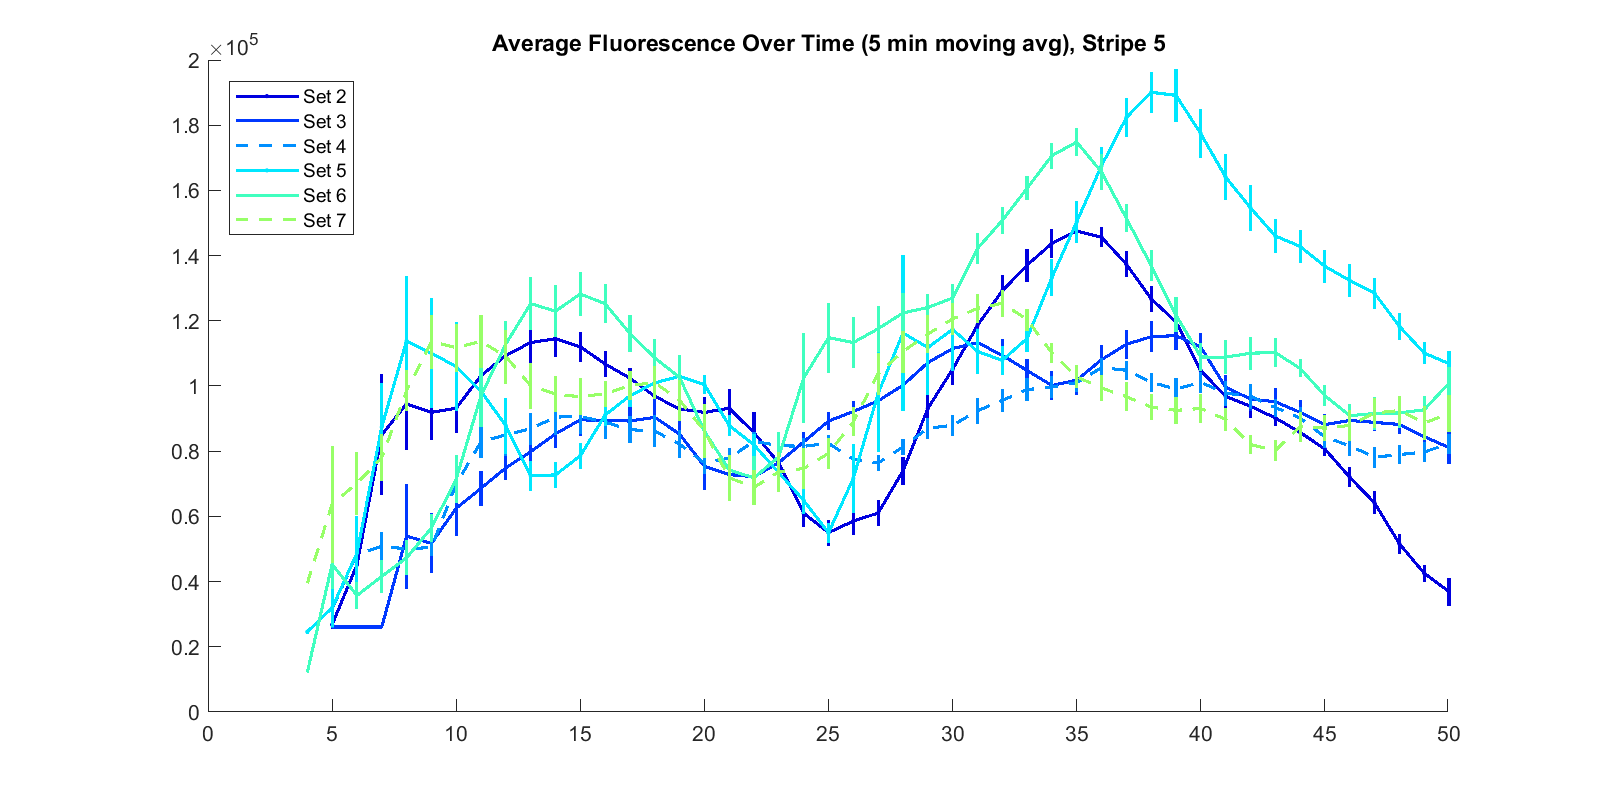 Average Fluorescence Over Time (5 min moving avg), Stripe 5
×10⁵
2
1.8
1.6
1.4
1.2
1
0.8
0.6
0.4
0.2
0
Set 2
Set 3
Set 4
Set 5
Set 6
Set 7
0 5 10 15 20 25 30 35 40 45 50